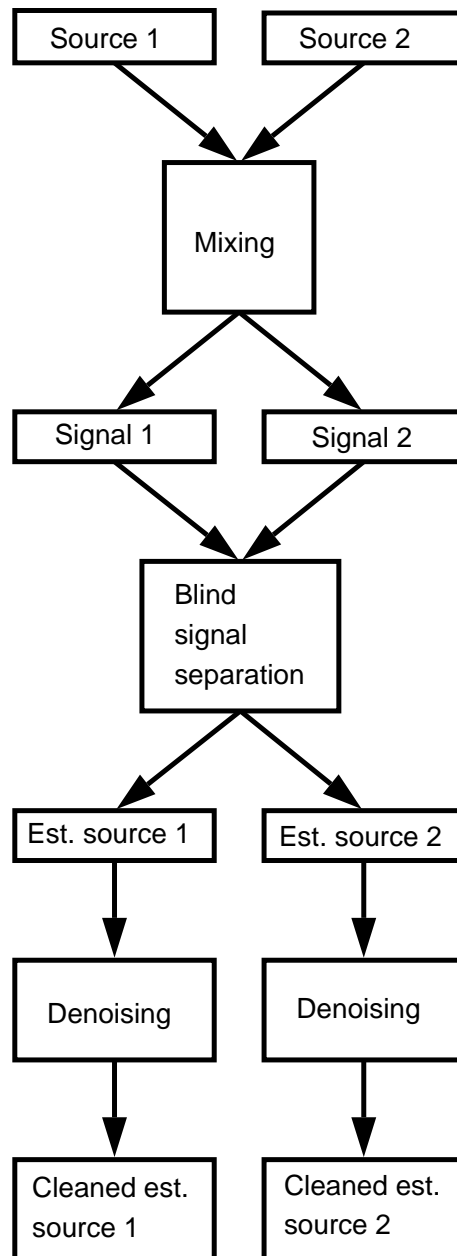 Source 1
Source 2
Mixing
Signal 1
Signal 2
Blind
signal
separation
Est. source 1
Est. source 2
Denoising
Denoising
Cleaned est.
source 1
Cleaned est.
source 2